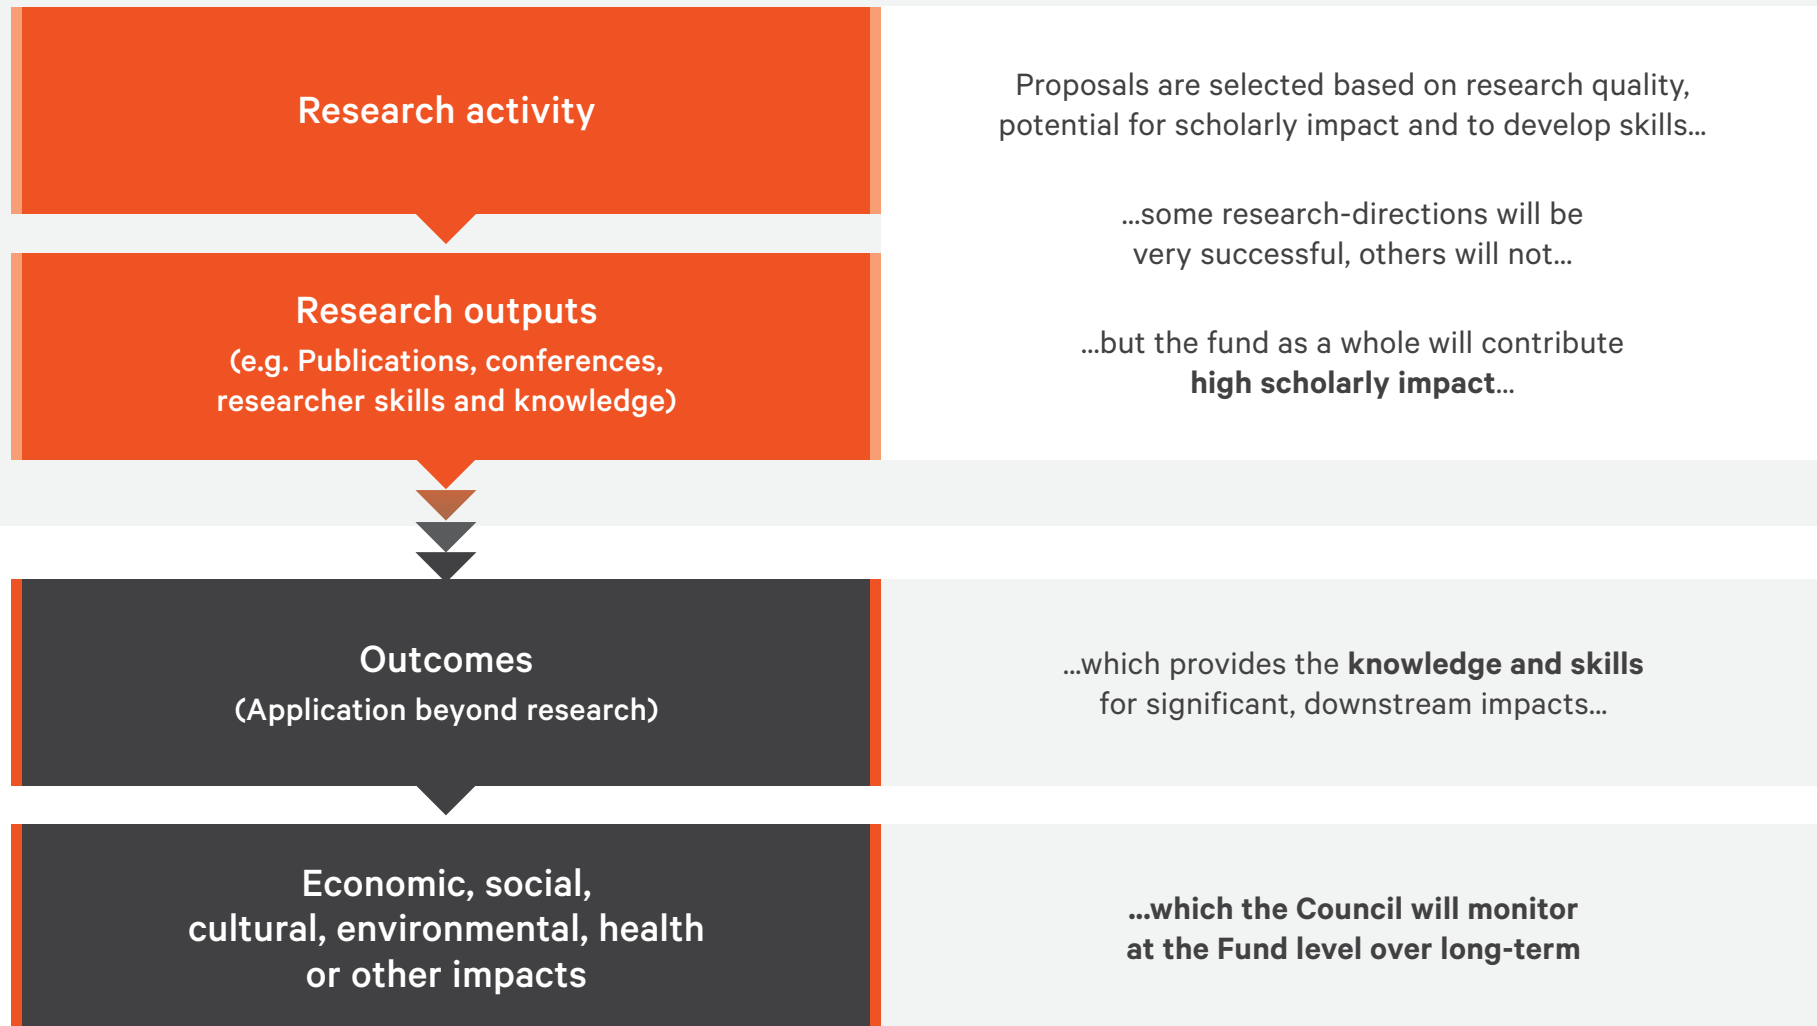 Research activity
Proposals are selected based on research quality,
potential for scholarly impact and to develop skills...
...some research-directions will be
very successful, others will not...
Research outputs
(e.g. Publications, conferences,
researcher skills and knowledge)
...but the fund as a whole will contribute
high scholarly impact...
Outcomes
(Application beyond research)
...which provides the knowledge and skills
for significant, downstream impacts...
Economic, social,
cultural, environmental, health
or other impacts
...which the Council will monitor
at the Fund level over long-term